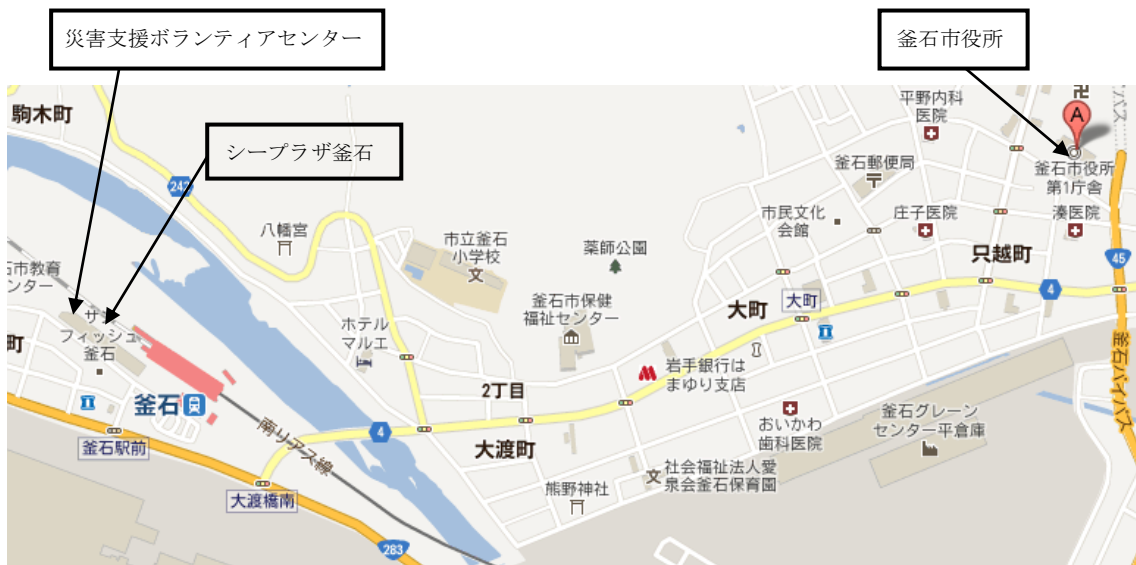 災害支援ボランティアセンター
釜石市役所
シープラザ釜石
駒木町
平野内科
医院
バイパス
A
242
釜石郵便局
釜石市役所
第1庁舎
八幡宮
市立釜石
小学校
薬師公園
市民文化
会館
庄子医院
湊医院
只越町
45
石市教育
ンター
サン
フィッシュ
釜石
町
ホテル
マルエ
釜石市保健
福祉センター
大町
大町
4
釜石バイパス
岩手銀行は
まゆり支店
2丁目
釜石
釜石駅前
南リアス線
4
大渡町
おいかわ
歯科医院
釜石グレーン
センター平倉庫
大渡橋南
熊野神社
社会福祉法人愛
泉会釜石保育園
283